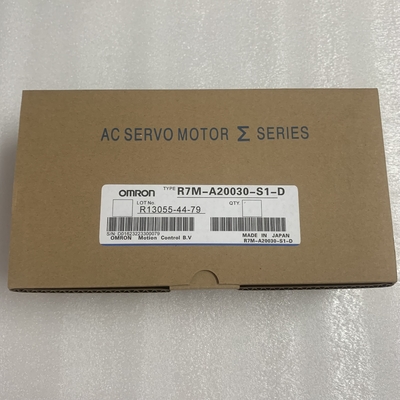 AC SERVO MOTOR Σ SERIES
OMRON TYPE R7M-A20030-S1-D
LOT No. QTY.
R13055-44-79
S/N. D01623223300079
OMRON Motion Control B.V MADE IN JAPAN
R7M-A20030-S1-D